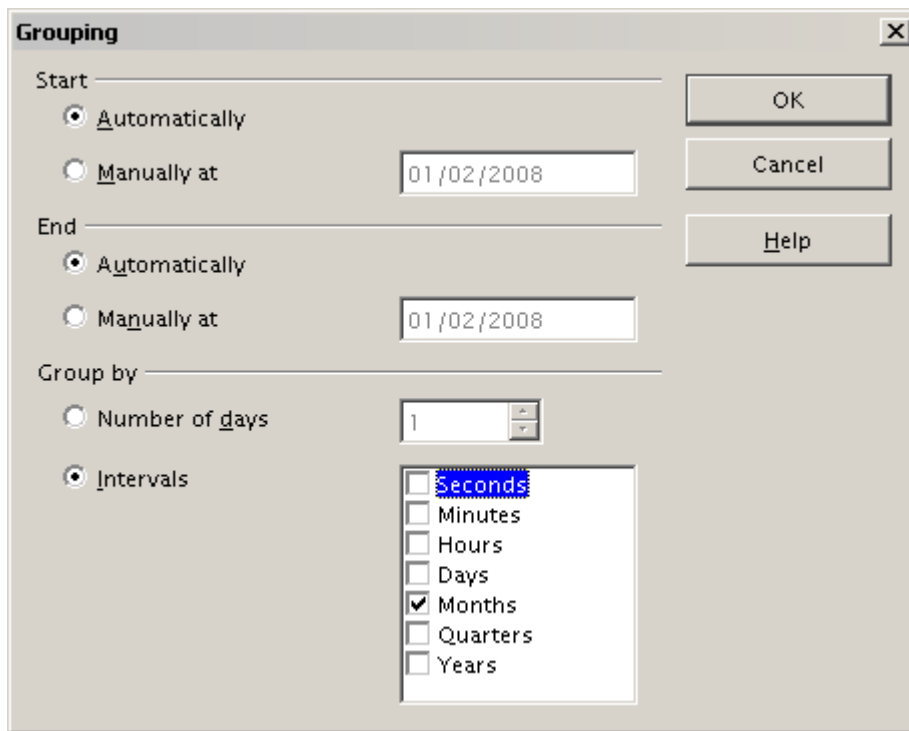 Grouping
Start
Automatically
Manually at 01/02/2008
End
Automatically
Manually at 01/02/2008
Group by
Number of days 1
Intervals
Seconds
Minutes
Hours
Days
Months
Quarters
Years
OK
Cancel
Help